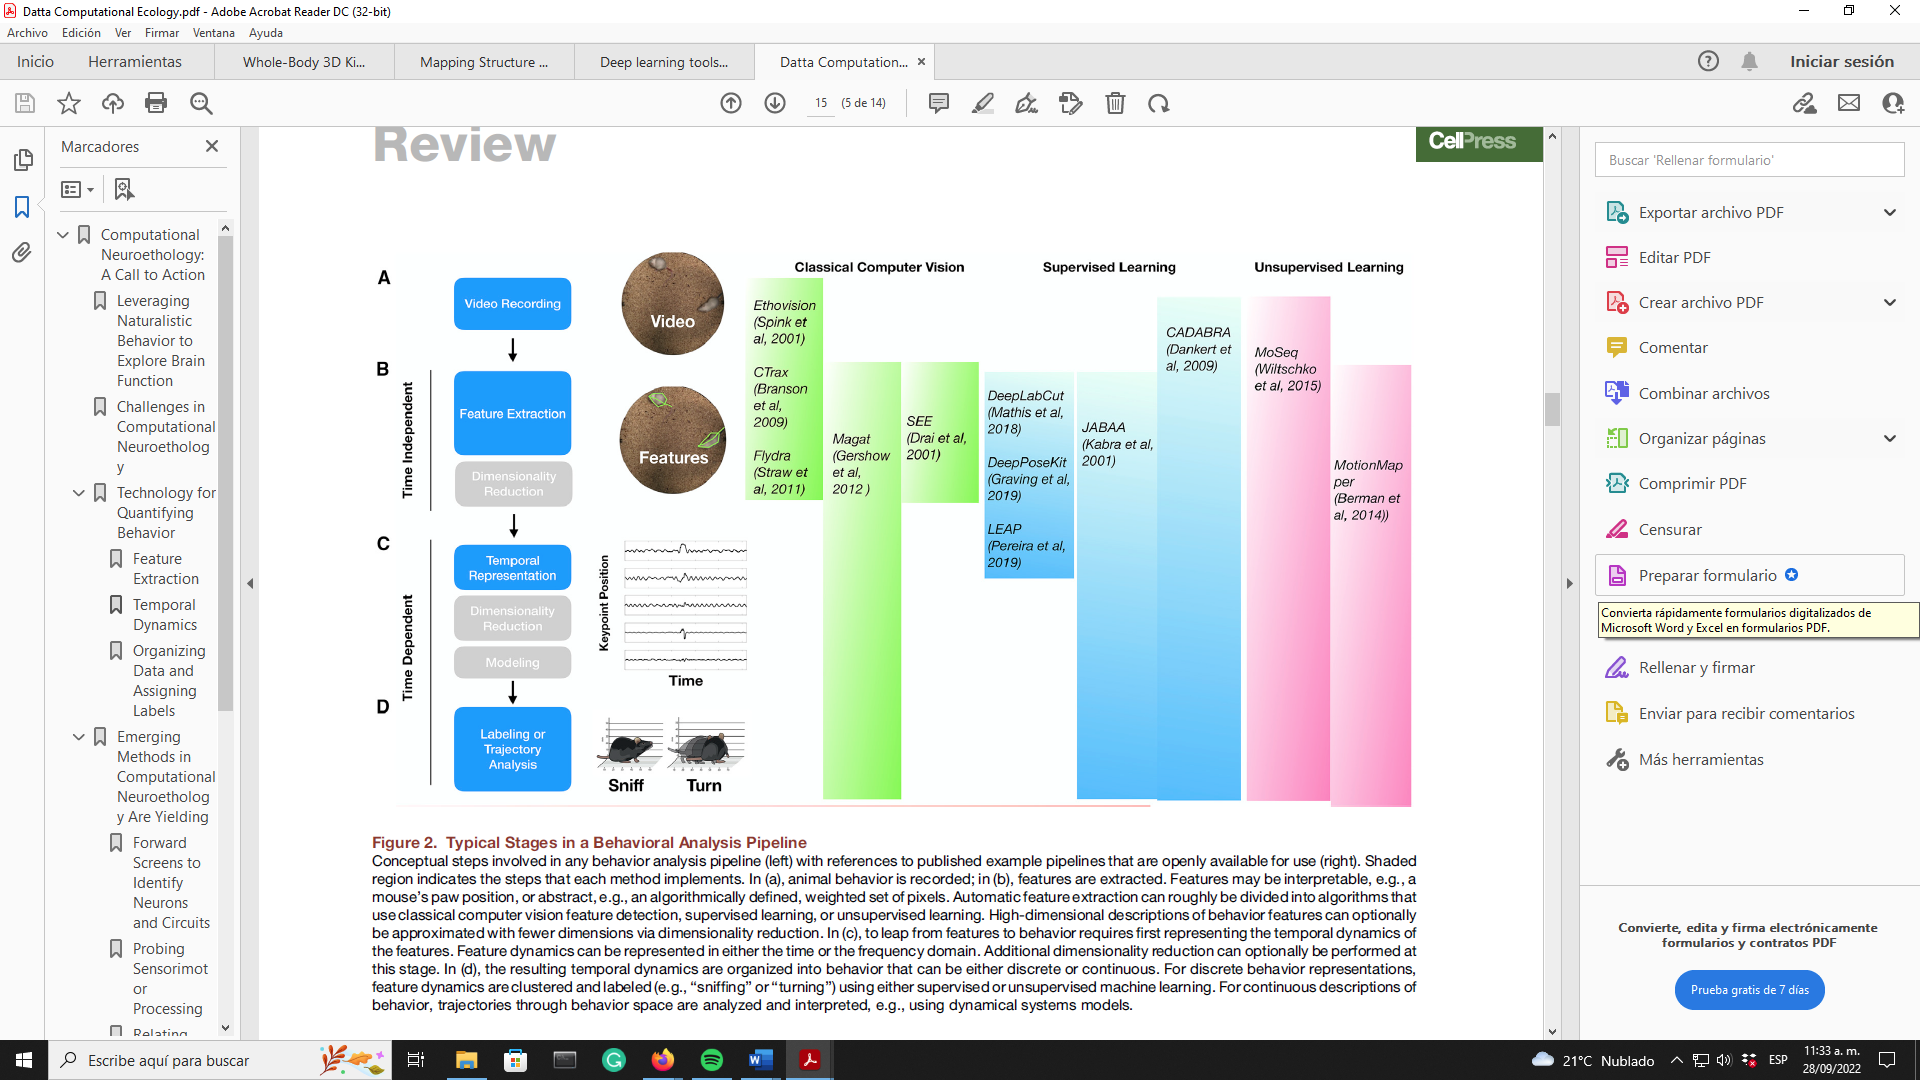 Datta Computational Ecology.pdf - Adobe Acrobat Reader DC (32-bit)
Archivo Edición Ver Firmar Ventana Ayuda
Inicio Herramientas Whole-Body 3D Ki... Mapping Structure ... Deep learning tools... Datta Computation... Iniciar sesión
15 (5 de 14)
Marcadores
Computational
Neuroethology:
A Call to Action
Leveraging
Naturalistic
Behavior to
Explore Brain
Function
Challenges in
Computational
Neuroetholog
y
Technology for
Quantifying
Behavior
Feature
Extraction
Temporal
Dynamics
Organizing
Data and
Assigning
Labels
Emerging
Methods in
Computational
Neuroetholog
y Are Yielding
Forward
Screens to
Identify
Neurons
and Circuits
Probing
Sensorimot
or
Processing
Relating
Review
CellPress
A
B
C
D
Time Independent
Time Dependent
Video Recording
Feature Extraction
Dimensionality
Reduction
Temporal
Representation
Dimensionality
Reduction
Modeling
Labeling or
Trajectory
Analysis
Video
Features
Keypoint Position
Time
Sniff Turn
Classical Computer Vision Supervised Learning Unsupervised Learning
Ethovision
(Spink et
al, 2001)
CTrax
(Branson
et al,
2009)
Flydra
(Straw et
al, 2011)
Magat
(Gershow
et al,
2012 )
SEE
(Drai et al,
2001)
DeepLabCut
(Mathis et al,
2018)
DeepPoseKit
(Graving et al,
2019)
LEAP
(Pereira et al,
2019)
JABAA
(Kabra et al,
2001)
CADABRA
(Dankert et
al, 2009)
MoSeq
(Wiltschko
et al, 2015)
MotionMap
per
(Berman et
al, 2014))
Figure 2. Typical Stages in a Behavioral Analysis Pipeline
Conceptual steps involved in any behavior analysis pipeline (left) with references to published example pipelines that are openly available for use (right). Shaded
region indicates the steps that each method implements. In (a), animal behavior is recorded; in (b), features are extracted. Features may be interpretable, e.g., a
mouse's paw position, or abstract, e.g., an algorithmically defined, weighted set of pixels. Automatic feature extraction can roughly be divided into algorithms that
use classical computer vision feature detection, supervised learning, or unsupervised learning. High-dimensional descriptions of behavior features can optionally
be approximated with fewer dimensions via dimensionality reduction. In (c), to leap from features to behavior requires first representing the temporal dynamics of
the features. Feature dynamics can be represented in either the time or the frequency domain. Additional dimensionality reduction can optionally be performed at
this stage. In (d), the resulting temporal dynamics are organized into behavior that can be either discrete or continuous. For discrete behavior representations,
feature dynamics are clustered and labeled (e.g., “sniffing” or “turning”) using either supervised or unsupervised machine learning. For continuous descriptions of
behavior, trajectories through behavior space are analyzed and interpreted, e.g., using dynamical systems models.
Buscar 'Rellenar formulario'
Exportar archivo PDF
Editar PDF
Crear archivo PDF
Comentar
Combinar archivos
Organizar páginas
Comprimir PDF
Censurar
Preparar formulario
Convierta rápidamente formularios digitalizados de
Microsoft Word y Excel en formularios PDF.
Rellenar y firmar
Enviar para recibir comentarios
Más herramientas
Convierte, edita y firma electrónicamente
formularios y contratos PDF
Prueba gratis de 7 días
Escribe aquí para buscar
21°C Nublado
ESP
11:33 a. m.
28/09/2022